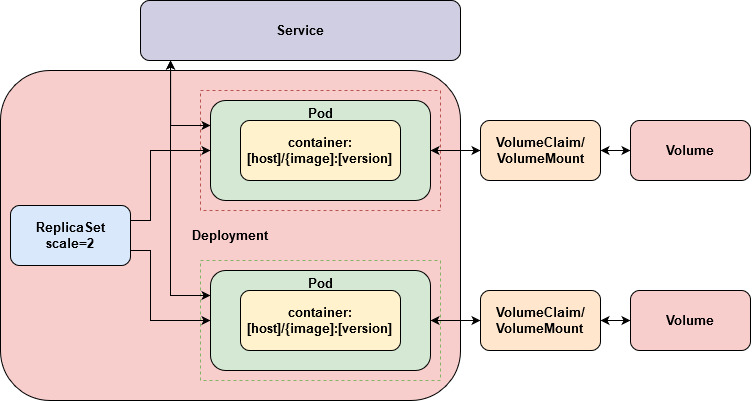 Service
Pod
container:
[host]/{image}:[version]
VolumeClaim/
VolumeMount
Volume
ReplicaSet
scale=2
Deployment
Pod
container:
[host]/{image}:[version]
VolumeClaim/
VolumeMount
Volume